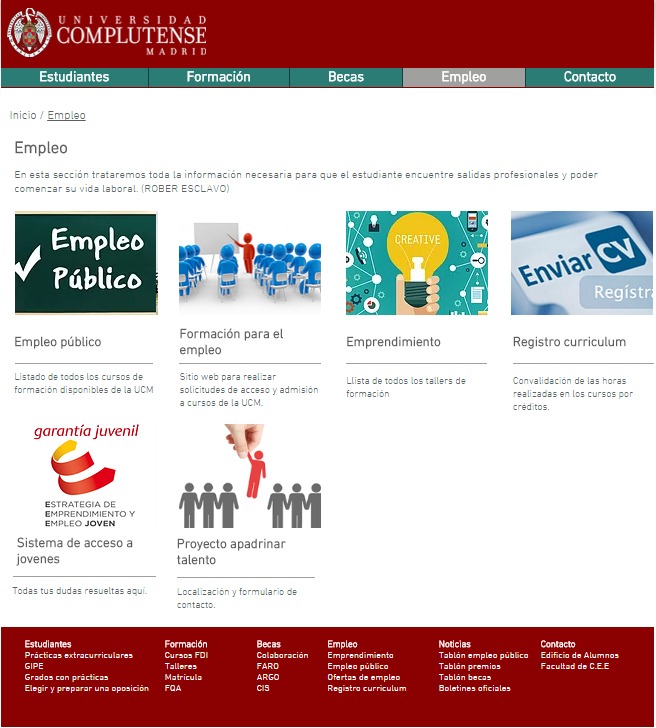 UNIVERSIDAD
COMPLUTENSE
MADRID
Estudiantes
Formación
Becas
Empleo
Contacto
Inicio / Empleo
Empleo
En esta sección trataremos toda la información necesaria para que el estudiante encuentre salidas profesionales y poder
comenzar su vida laboral. (ROBER ESCLAVO)
Empleo
Público
CREATIVE
Enviar CV
Registra
Empleo público
Formación para el
empleo
Emprendimiento
Registro curriculum
Listado de todos los cursos de
formación disponibles de la UCM
Sitio web para realizar
solicitudes de acceso y admisión
a cursos de la UCM.
Llista de todos los tallers de
formación
Convalidación de las horas
realizadas en los cursos por
créditos.
garantía juvenil
ESTRATEGIA DE
EMPRENDIMIENTO Y
EMPLEO JOVEN
Sistema de acceso a
jovenes
Proyecto apadrinar
talento
Todas tus dudas resueltas aquí.
Localización y formulario de
contacto.
Estudiantes
Prácticas extracurriculares
GIPE
Grados con prácticas
Elegir y preparar una oposición
Formación
Cursos FDI
Talleres
Matrícula
FQA
Becas
Colaboración
FARO
ARGO
CIS
Empleo
Emprendimiento
Empleo público
Ofertas de empleo
Registro curriculum
Noticias
Tablón empleo público
Tablón premios
Tablón becas
Boletines oficiales
Contacto
Edificio de Alumnos
Facultad de C.E.E